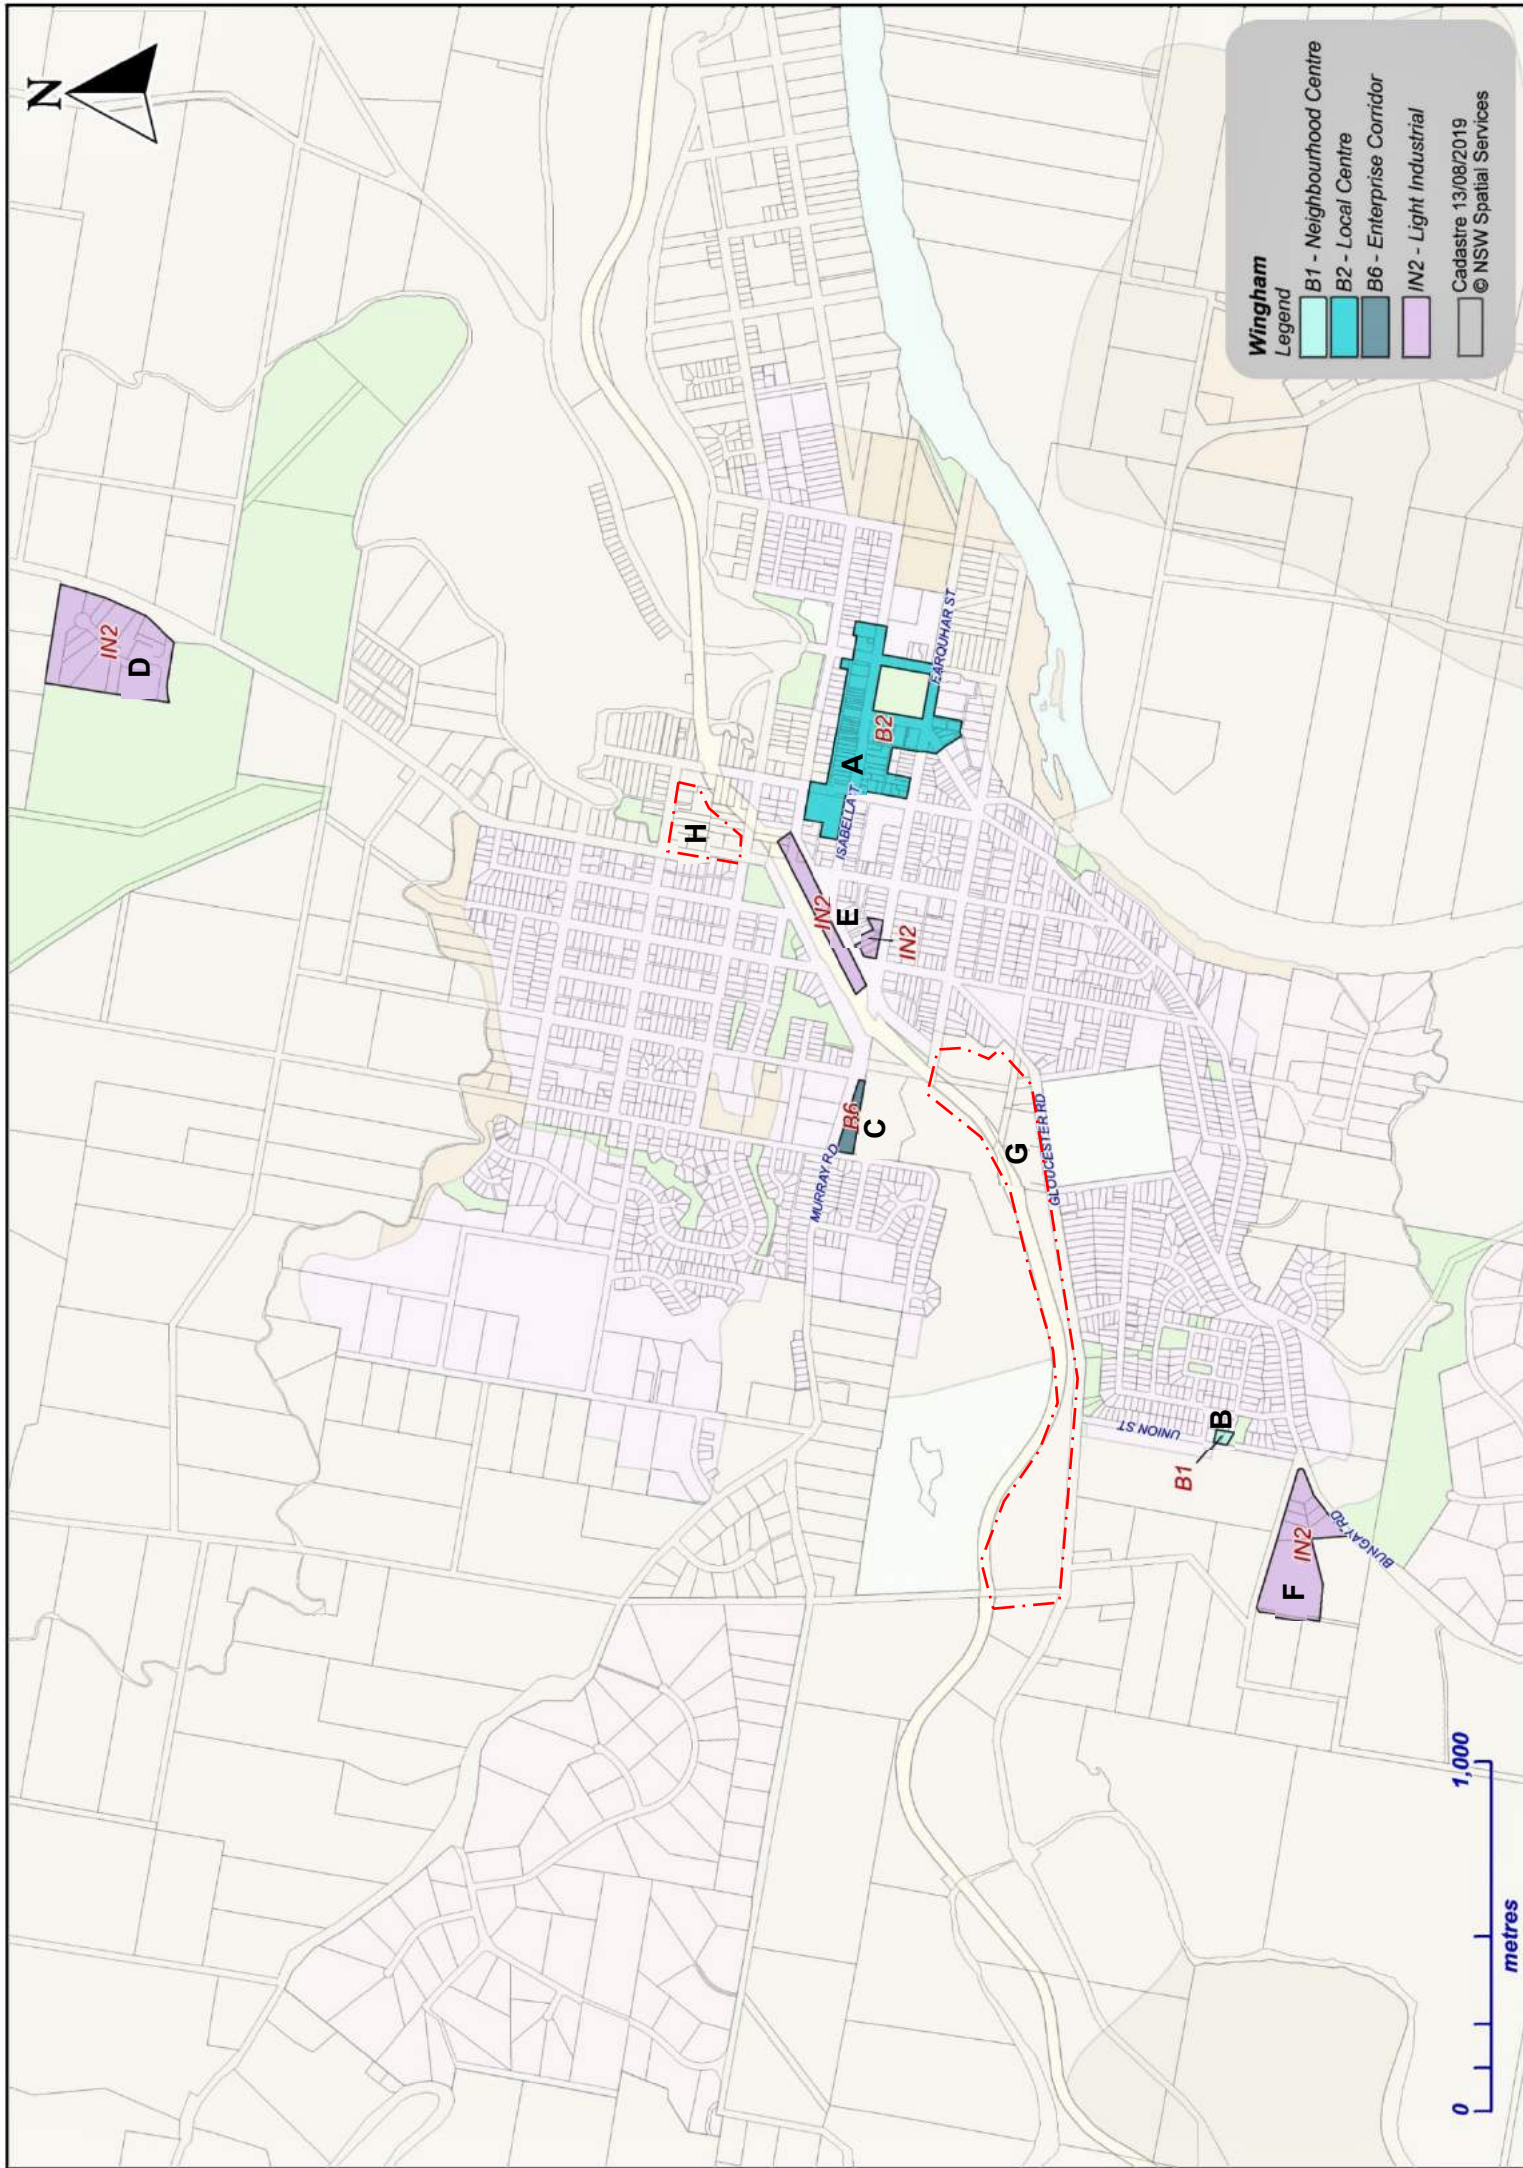 N
IN2
D
H
A
B2
ISABELLA T
FARQUHAR ST
IN2
E
IN2
B6
C
MURRAY RD
G
GLOUCESTER RD
UNION ST
B
B1
F
IN2
BUNGAY RD
Wingham
Legend
B1 - Neighbourhood Centre
B2 - Local Centre
B6 - Enterprise Corridor
IN2 - Light Industrial
Cadastre 13/08/2019
© NSW Spatial Services
0 1,000
metres